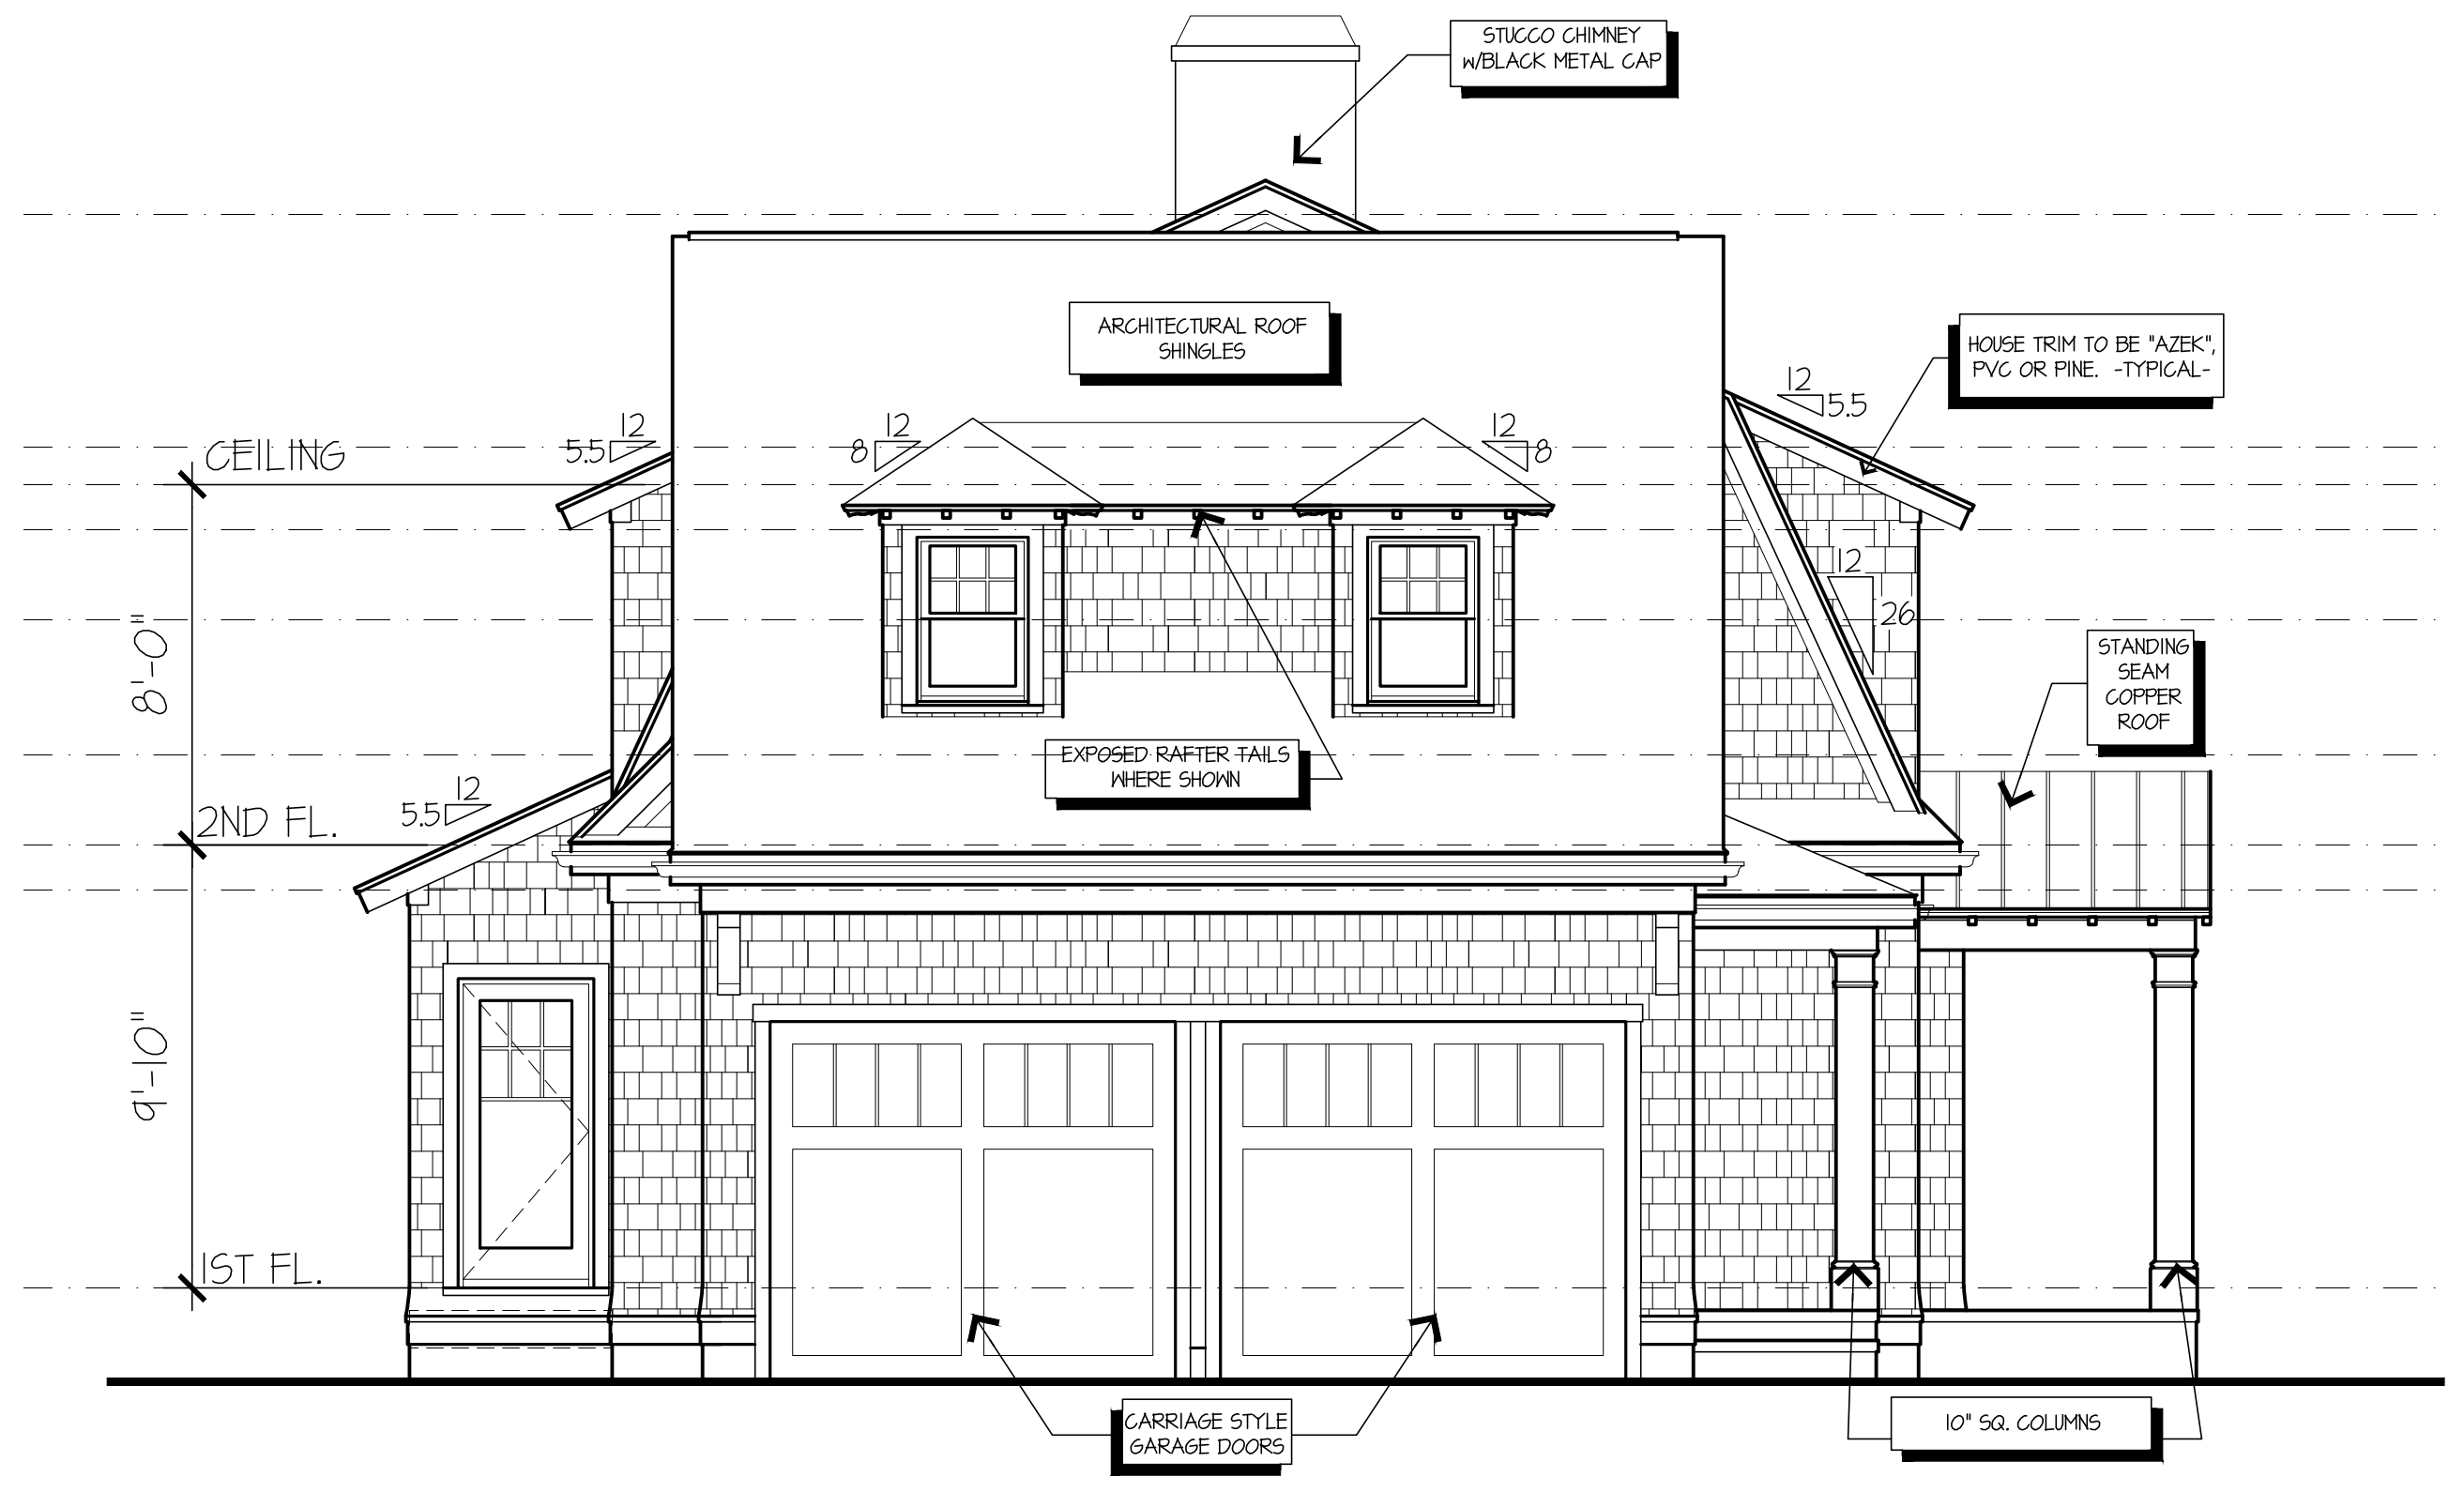 STUCCO CHIMNEY
W/BLACK METAL CAP
ARCHITECTURAL ROOF
SHINGLES
HOUSE TRIM TO BE "AZEK",
PVC OR PINE. -TYPICAL-
12
5.5
12
5.5
12
8
12
8
CEILING
12
26
8'-0"
STANDING
SEAM
COPPER
ROOF
EXPOSED RAFTER TAILS
WHERE SHOWN
12
5.5
2ND FL.
9'-10"
1ST FL.
CARRIAGE STYLE
GARAGE DOORS
10" SQ. COLUMNS